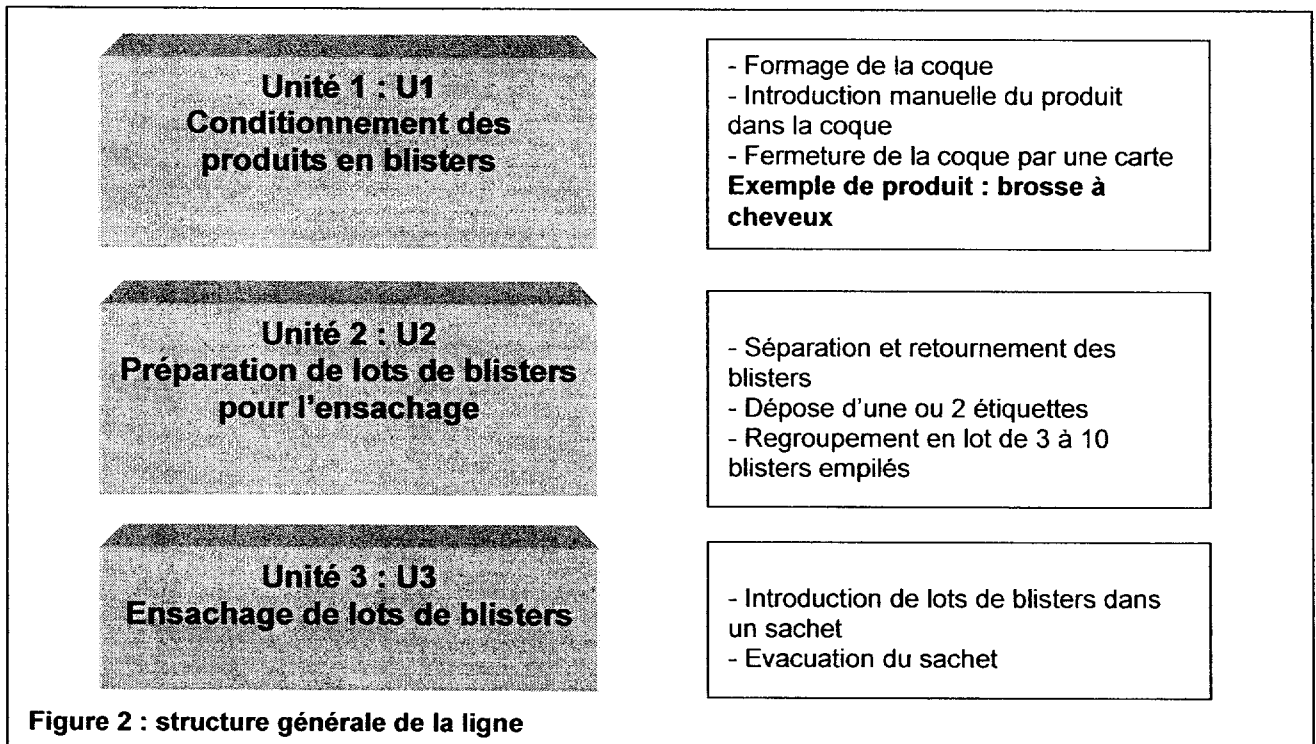 Unité 1 : U1
Conditionnement des
produits en blisters
- Formage de la coque
- Introduction manuelle du produit
dans la coque
- Fermeture de la coque par une carte
Exemple de produit : brosse à
cheveux
Unité 2 : U2
Préparation de lots de blisters
pour l'ensachage
- Séparation et retournement des
blisters
- Dépose d'une ou 2 étiquettes
- Regroupement en lot de 3 à 10
blisters empilés
Unité 3 : U3
Ensachage de lots de blisters
- Introduction de lots de blisters dans
un sachet
- Evacuation du sachet
Figure 2 : structure générale de la ligne